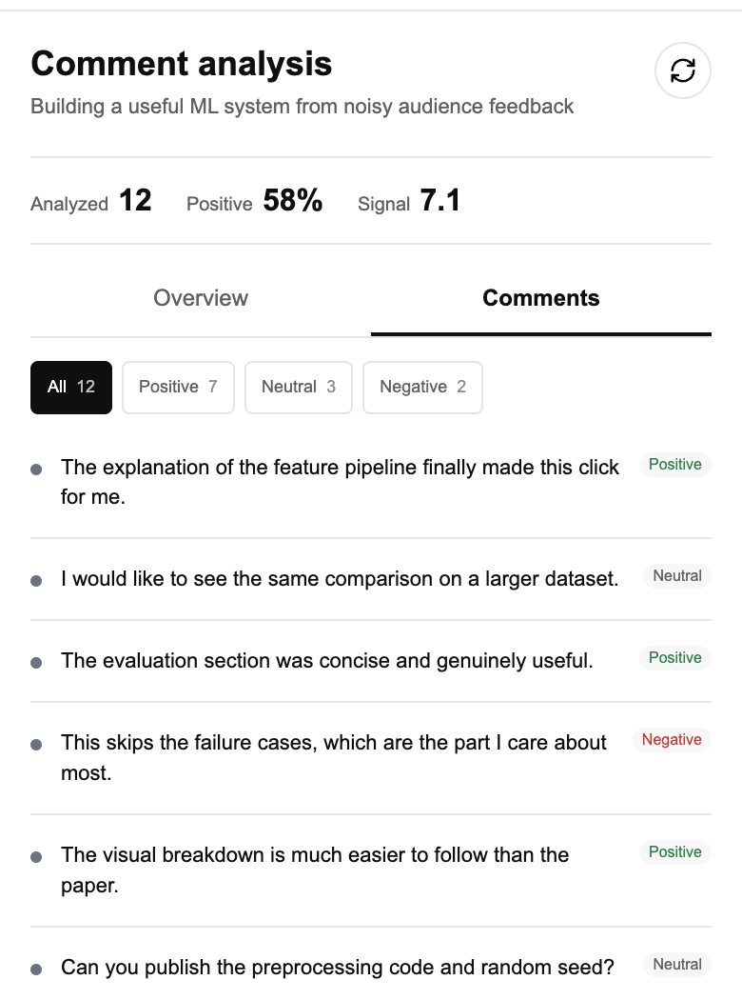 Comment analysis
Building a useful ML system from noisy audience feedback
Analyzed 12 Positive 58% Signal 7.1
Overview Comments
All 12 Positive 7 Neutral 3 Negative 2
The explanation of the feature pipeline finally made this click Positive
for me.
I would like to see the same comparison on a larger dataset. Neutral
The evaluation section was concise and genuinely useful. Positive
This skips the failure cases, which are the part I care about Negative
most.
The visual breakdown is much easier to follow than the Positive
paper.
Can you publish the preprocessing code and random seed? Neutral